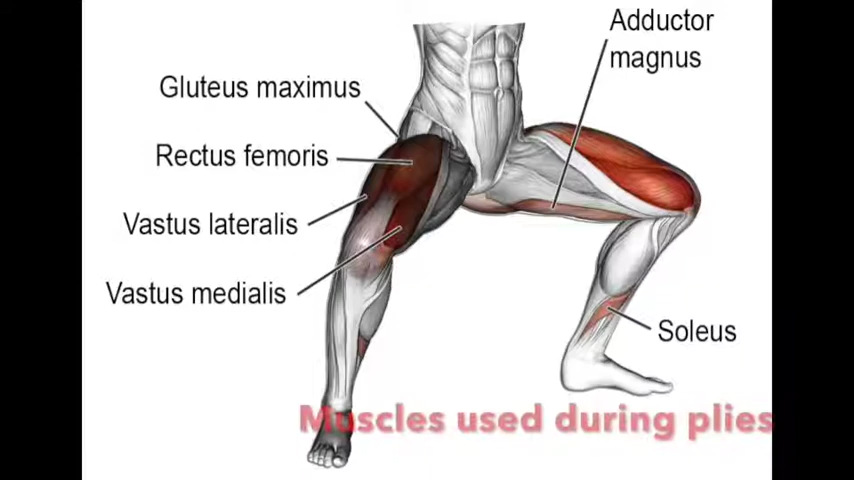 Adductor
magnus
Gluteus maximus
Rectus femoris
Vastus lateralis
Vastus medialis
Soleus
Muscles used during plies